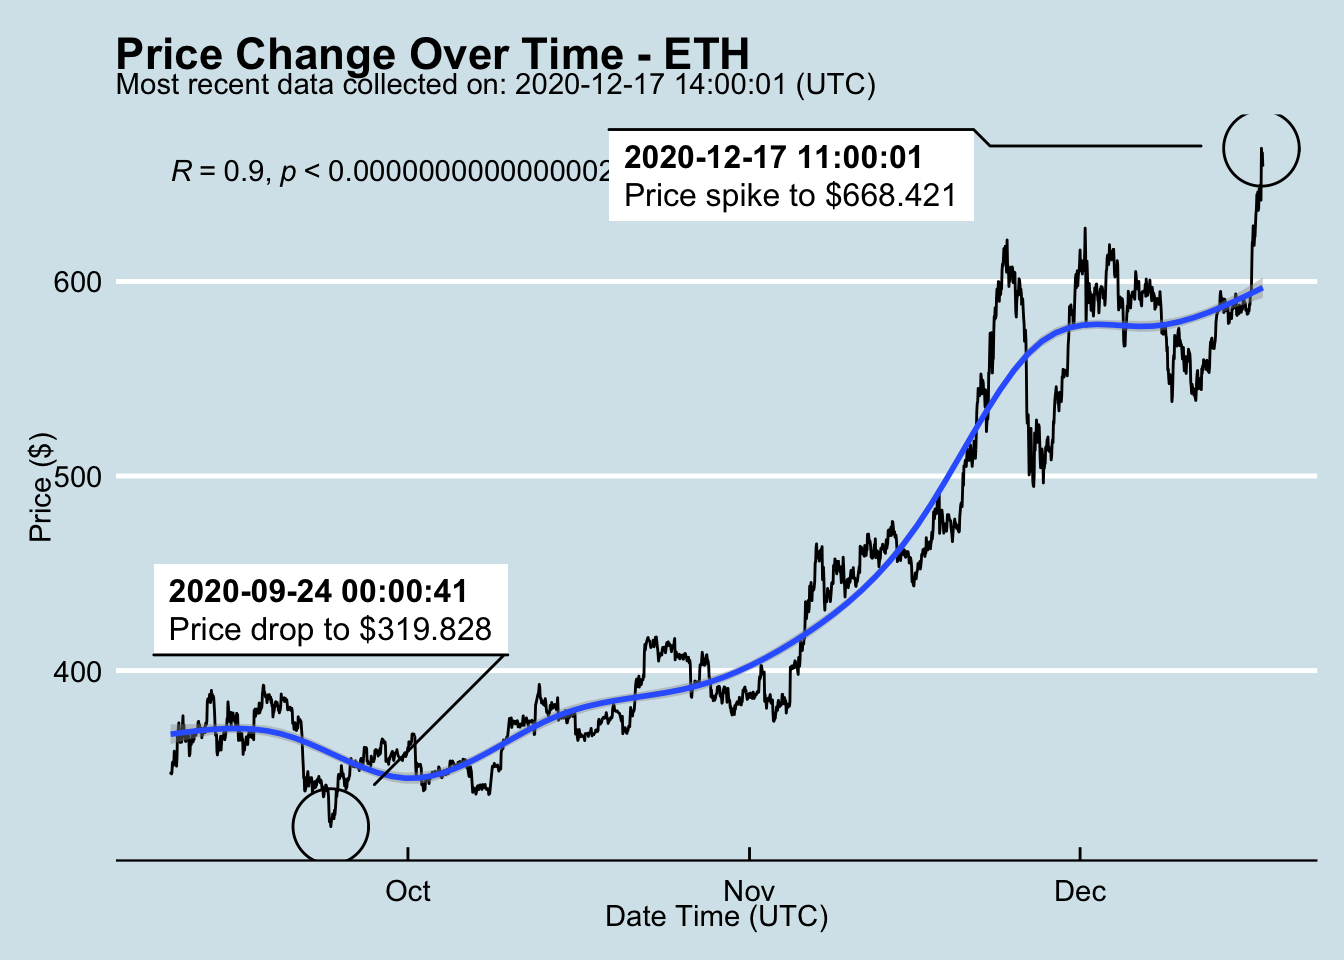 Price Change Over Time - ETH
Most recent data collected on: 2020-12-17 14:00:01 (UTC)
2020-12-17 11:00:01
Price spike to $668.421
R = 0.9, p < 0.0000000000000002
600
Price ($)
500
2020-09-24 00:00:41
Price drop to $319.828
400
Oct
Nov
Dec
Date Time (UTC)